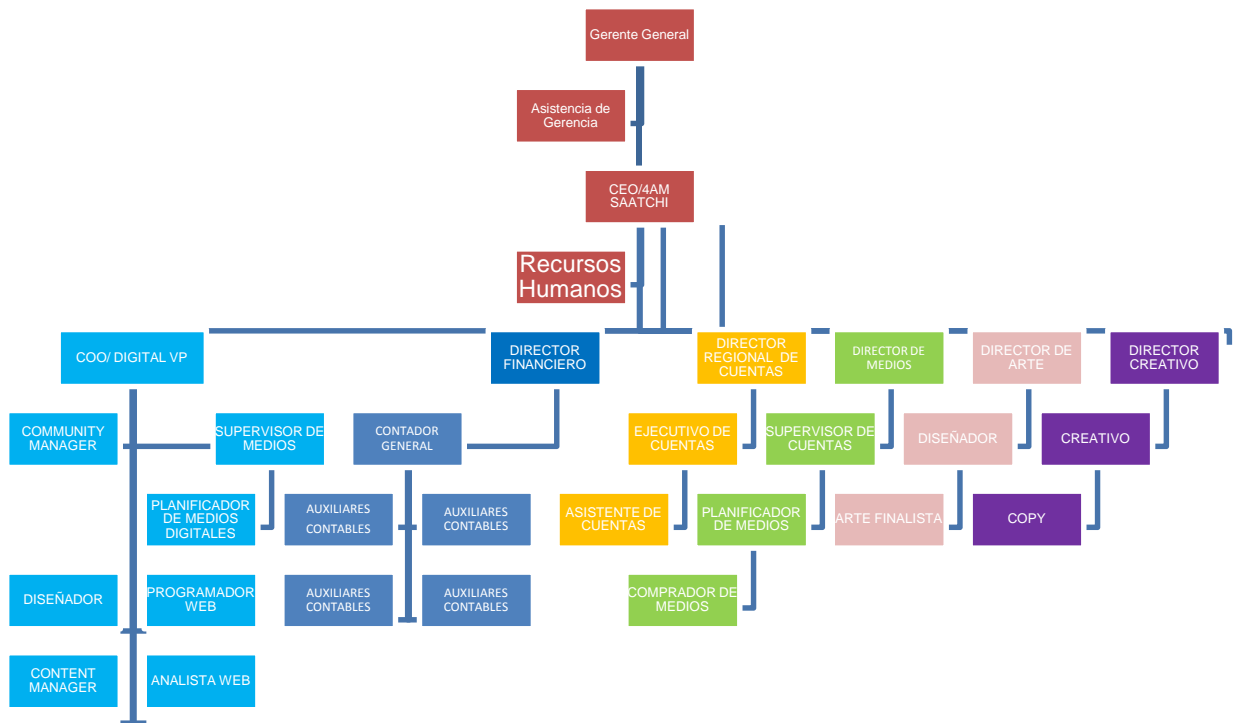 Gerente General
Asistencia de
Gerencia
CEO/4AM
SAATCHI
Recursos
Humanos
COO/ DIGITAL VP
DIRECTOR
FINANCIERO
DIRECTOR
REGIONAL DE
CUENTAS
DIRECTOR DE
MEDIOS
DIRECTOR DE
ARTE
DIRECTOR
CREATIVO
COMMUNITY
MANAGER
SUPERVISOR DE
MEDIOS
CONTADOR
GENERAL
EJECUTIVO DE
CUENTAS
SUPERVISOR DE
CUENTAS
DISEÑADOR
CREATIVO
PLANIFICADOR
DE MEDIOS
DIGITALES
AUXILIARES
CONTABLES
AUXILIARES
CONTABLES
ASISTENTE DE
CUENTAS
PLANIFICADOR
DE MEDIOS
ARTE FINALISTA
COPY
DISEÑADOR
PROGRAMADOR
WEB
AUXILIARES
CONTABLES
AUXILIARES
CONTABLES
COMPRADOR DE
MEDIOS
CONTENT
MANAGER
ANALISTA WEB